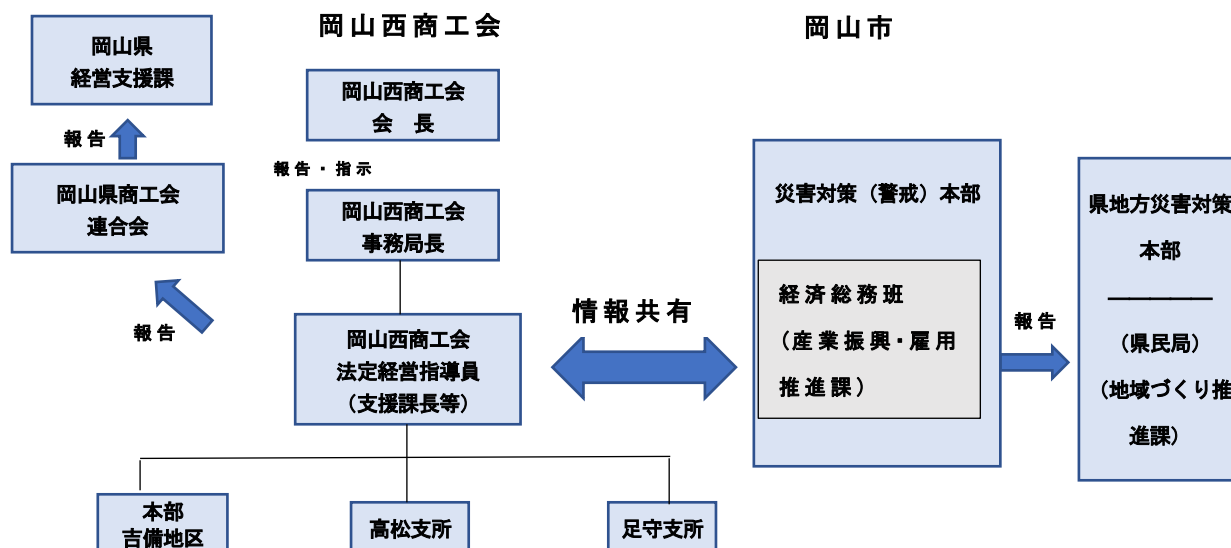 岡山西商工会
岡山市
岡山県
経営支援課
報告
岡山県商工会
連合会
報告
岡山西商工会
会　長
報告・指示
岡山西商工会
事務局長
岡山西商工会
法定経営指導員
（支援課長等）
本部
吉備地区
高松支所
足守支所
情報共有
災害対策（警戒）本部
経済総務班
（産業振興・雇用
推進課）
報告
県地方災害対策
本部
（県民局）
（地域づくり推
進課）